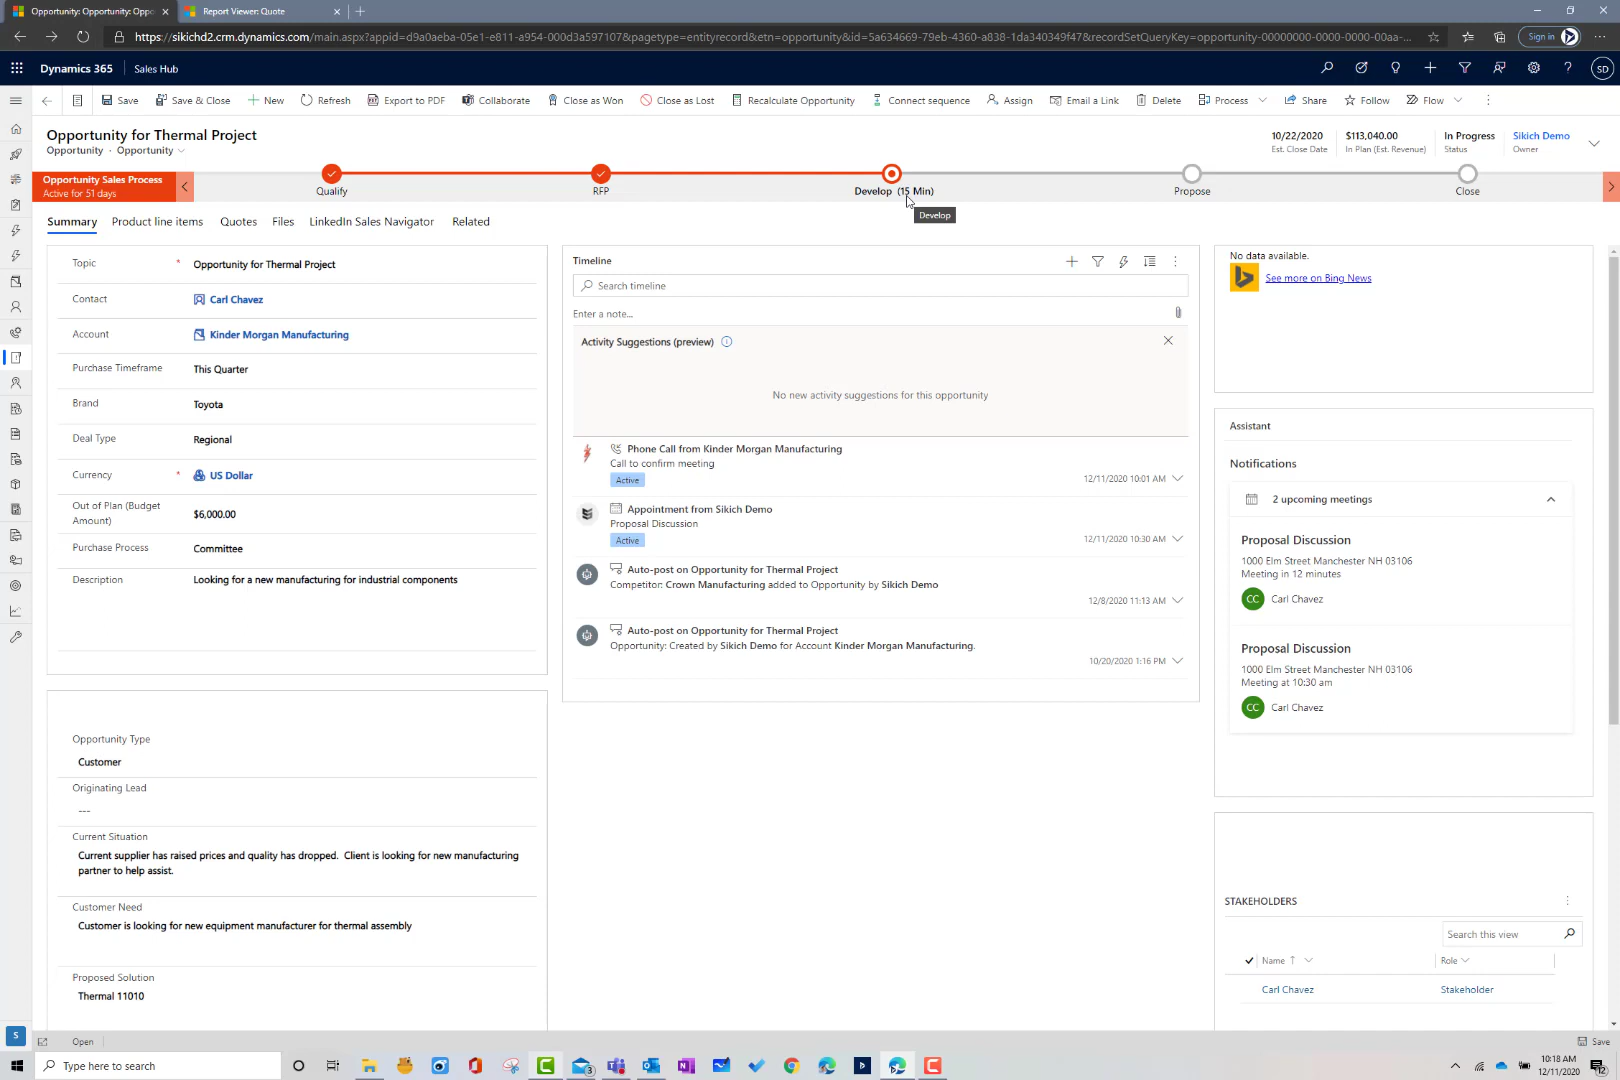 Opportunity: Opportunity: Oppo
Report Viewer: Quote
https://sikichd2.crm.dynamics.com/main.aspx?appid=d9a0aeba-05e1-e811-a954-000d3a597107&pagetype=entityrecord&etn=opportunity&id=5a634669-79eb-4360-a838-1da340349f47&recordSetQueryKey=opportunity-00000000-0000-0000-00aa-...
Sign in
Dynamics 365
Sales Hub
SD
Save
Save & Close
New
Refresh
Export to PDF
Collaborate
Close as Won
Close as Lost
Recalculate Opportunity
Connect sequence
Assign
Email a Link
Delete
Process
Share
Follow
Flow
Opportunity for Thermal Project
Opportunity · Opportunity
10/22/2020
Est. Close Date
$113,040.00
In Plan (Est. Revenue)
In Progress
Status
Sikich Demo
Owner
Opportunity Sales Process
Active for 51 days
Qualify
RFP
Develop (15 Min)
Propose
Close
Develop
Summary
Product line items
Quotes
Files
LinkedIn Sales Navigator
Related
Topic * Opportunity for Thermal Project
Contact Carl Chavez
Account Kinder Morgan Manufacturing
Purchase Timeframe This Quarter
Brand Toyota
Deal Type Regional
Currency * US Dollar
Out of Plan (Budget
Amount) $6,000.00
Purchase Process Committee
Description Looking for a new manufacturing for industrial components
Opportunity Type
Customer
Originating Lead
---
Current Situation
Current supplier has raised prices and quality has dropped. Client is looking for new manufacturing
partner to help assist.
Customer Need
Customer is looking for new equipment manufacturer for thermal assembly
Proposed Solution
Thermal 11010
Timeline
Search timeline
Enter a note...
Activity Suggestions (preview)
No new activity suggestions for this opportunity
Phone Call from Kinder Morgan Manufacturing
Call to confirm meeting
Active
12/11/2020 10:01 AM
Appointment from Sikich Demo
Proposal Discussion
Active
12/11/2020 10:30 AM
Auto-post on Opportunity for Thermal Project
Competitor: Crown Manufacturing added to Opportunity by Sikich Demo
12/8/2020 11:13 AM
Auto-post on Opportunity for Thermal Project
Opportunity: Created by Sikich Demo for Account Kinder Morgan Manufacturing.
10/20/2020 1:16 PM
No data available.
See more on Bing News
Assistant
Notifications
2 upcoming meetings
Proposal Discussion
1000 Elm Street Manchester NH 03106
Meeting in 12 minutes
CC
Carl Chavez
Proposal Discussion
1000 Elm Street Manchester NH 03106
Meeting at 10:30 am
CC
Carl Chavez
STAKEHOLDERS
Search this view
Name
Role
Carl Chavez
Stakeholder
S
Open
Save
Type here to search
3
10:18 AM
12/11/2020
12